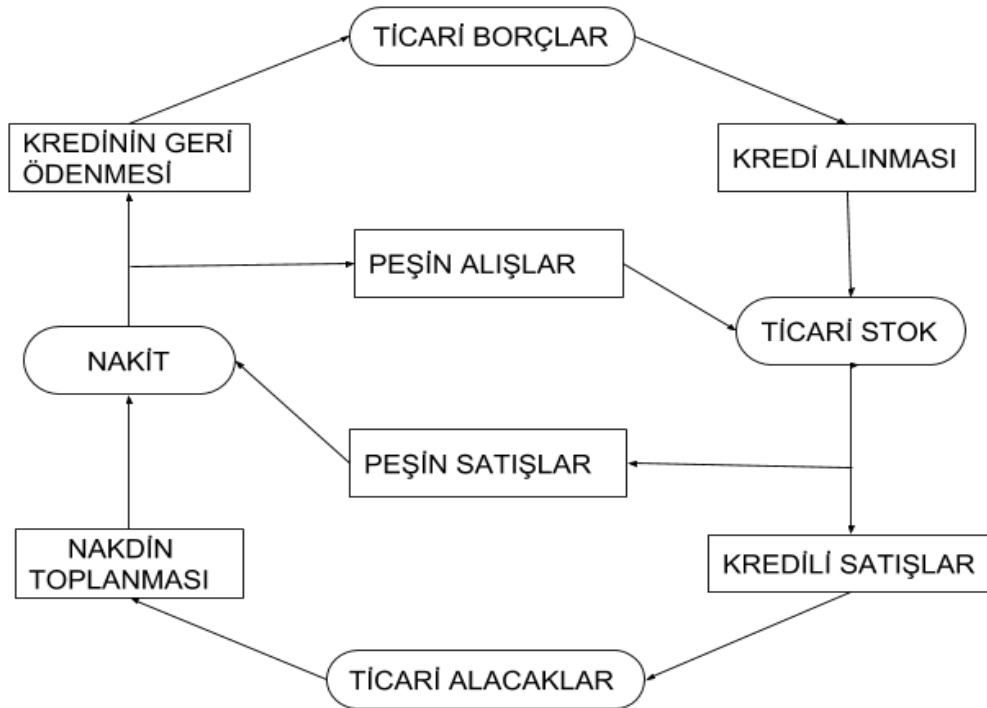 TİCARİ BORÇLAR
KREDİNİN GERİ
ÖDENMESİ
KREDİ ALINMASI
PEŞİN ALIŞLAR
TİCARİ STOK
NAKİT
PEŞİN SATIŞLAR
NAKDİN
TOPLANMASI
KREDİLİ SATIŞLAR
TİCARİ ALACAKLAR